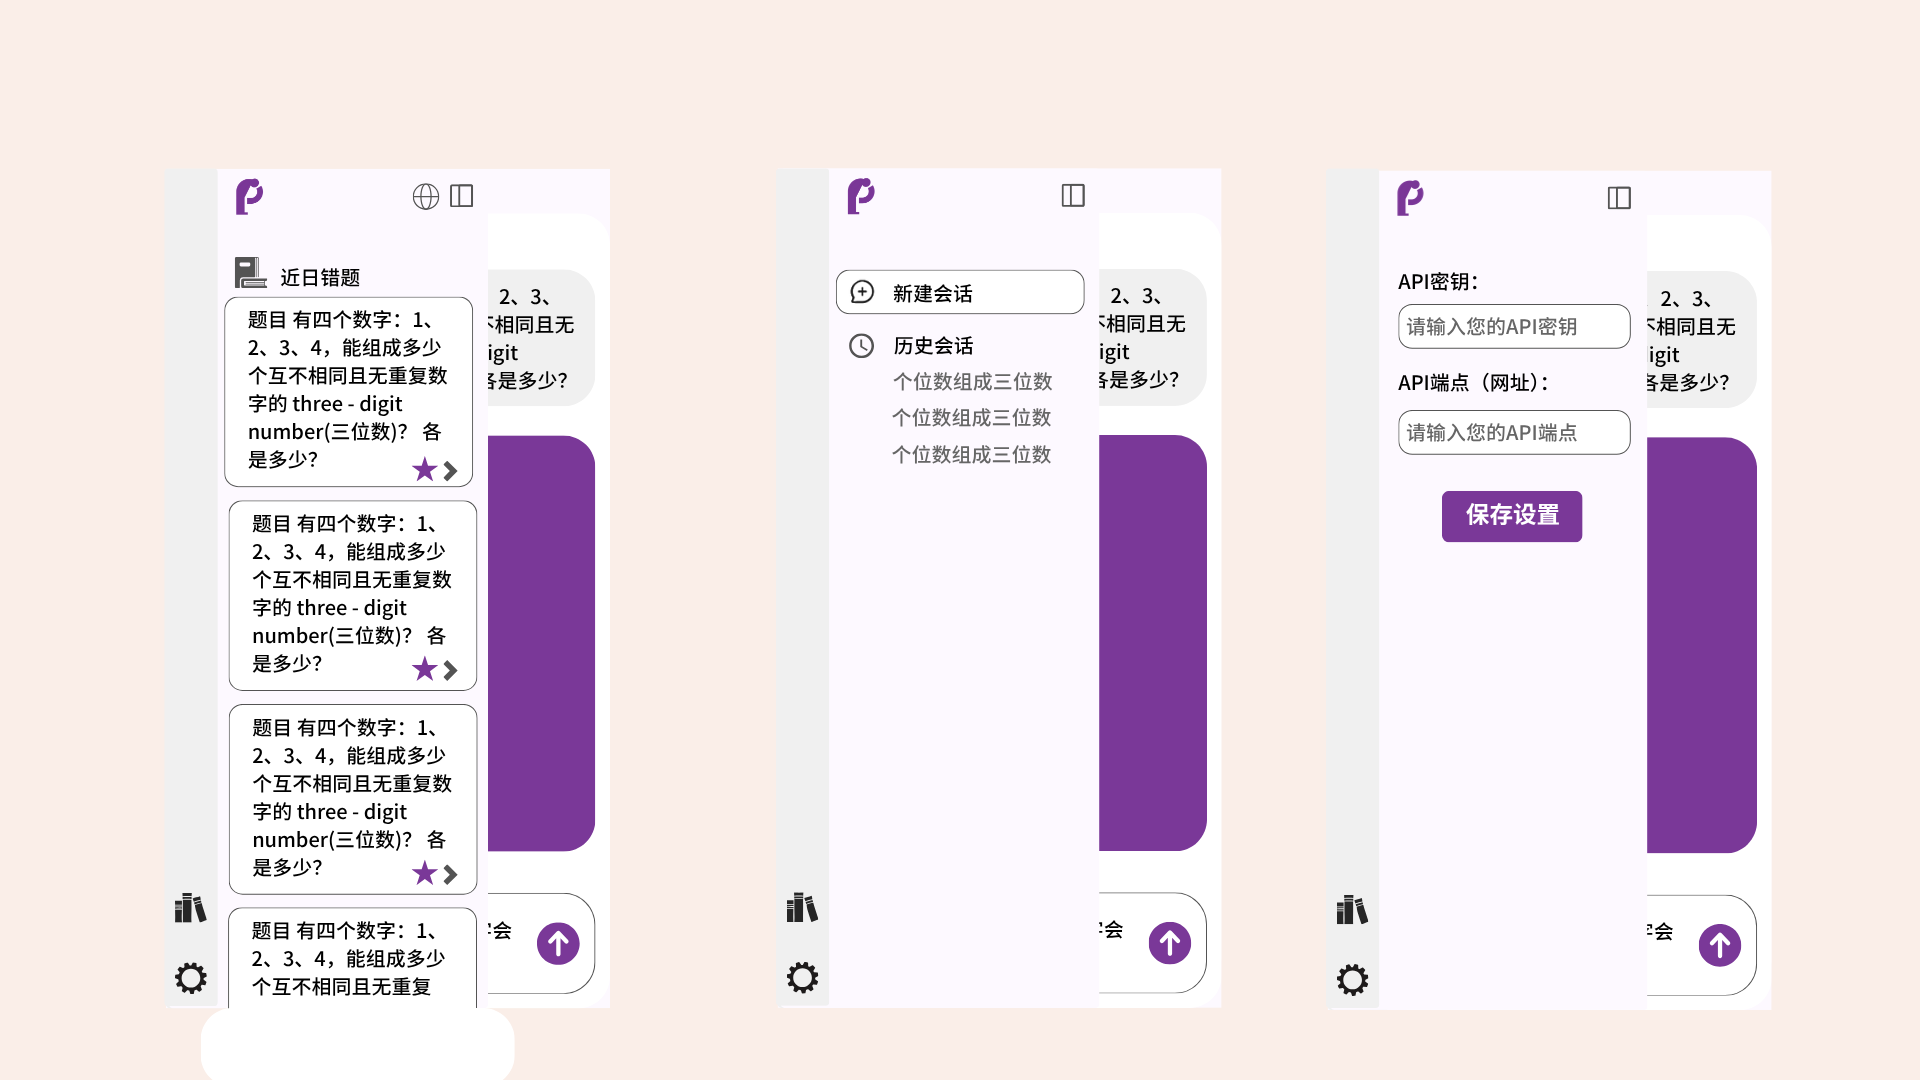 近日错题
题目 有四个数字：1、
2、3、4，能组成多少
个互不相同且无重复数
字的 three - digit
number(三位数)？ 各
是多少？
题目 有四个数字：1、
2、3、4，能组成多少
个互不相同且无重复数
字的 three - digit
number(三位数)？ 各
是多少？
题目 有四个数字：1、
2、3、4，能组成多少
个互不相同且无重复数
字的 three - digit
number(三位数)？ 各
是多少？
题目 有四个数字：1、
2、3、4，能组成多少
个互不相同且无重复
2、3、
不相同且无
igit
各是多少？
字会
新建会话
历史会话
个位数组成三位数
个位数组成三位数
个位数组成三位数
2、3、
不相同且无
igit
各是多少？
字会
API密钥：
请输入您的API密钥
API端点（网址）：
请输入您的API端点
保存设置
2、3、
不相同且无
igit
各是多少？
字会